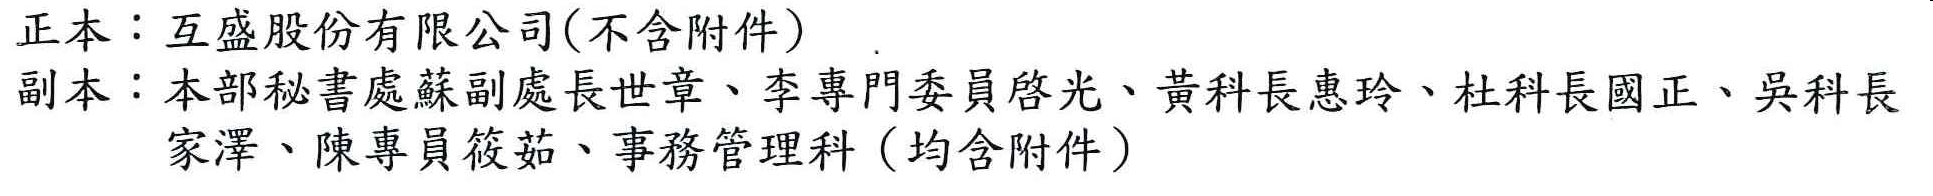 正本：互盛股份有限公司(不含附件)
副本：本部秘書處蘇副處長世章、李專門委員啓光、黃科長惠玲、杜科長國正、吳科長
家澤、陳專員筱茹、事務管理科（均含附件）